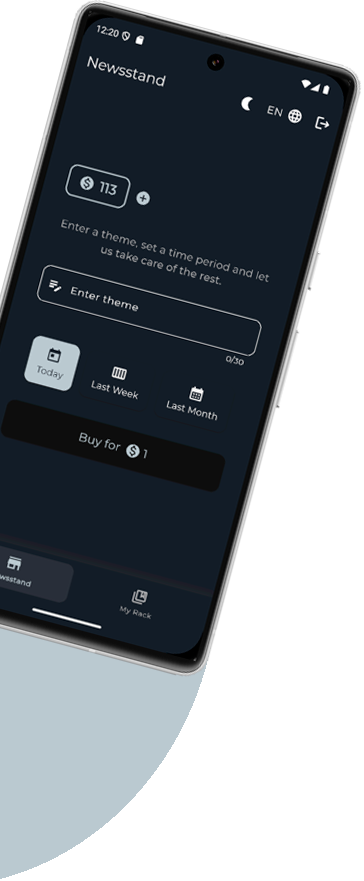 12:20
Newsstand
EN
113
Enter a theme, set a time period and let
us take care of the rest.
Enter theme
0/30
Today
Last Week
Last Month
Buy for $ 1
wsstand
My Rack